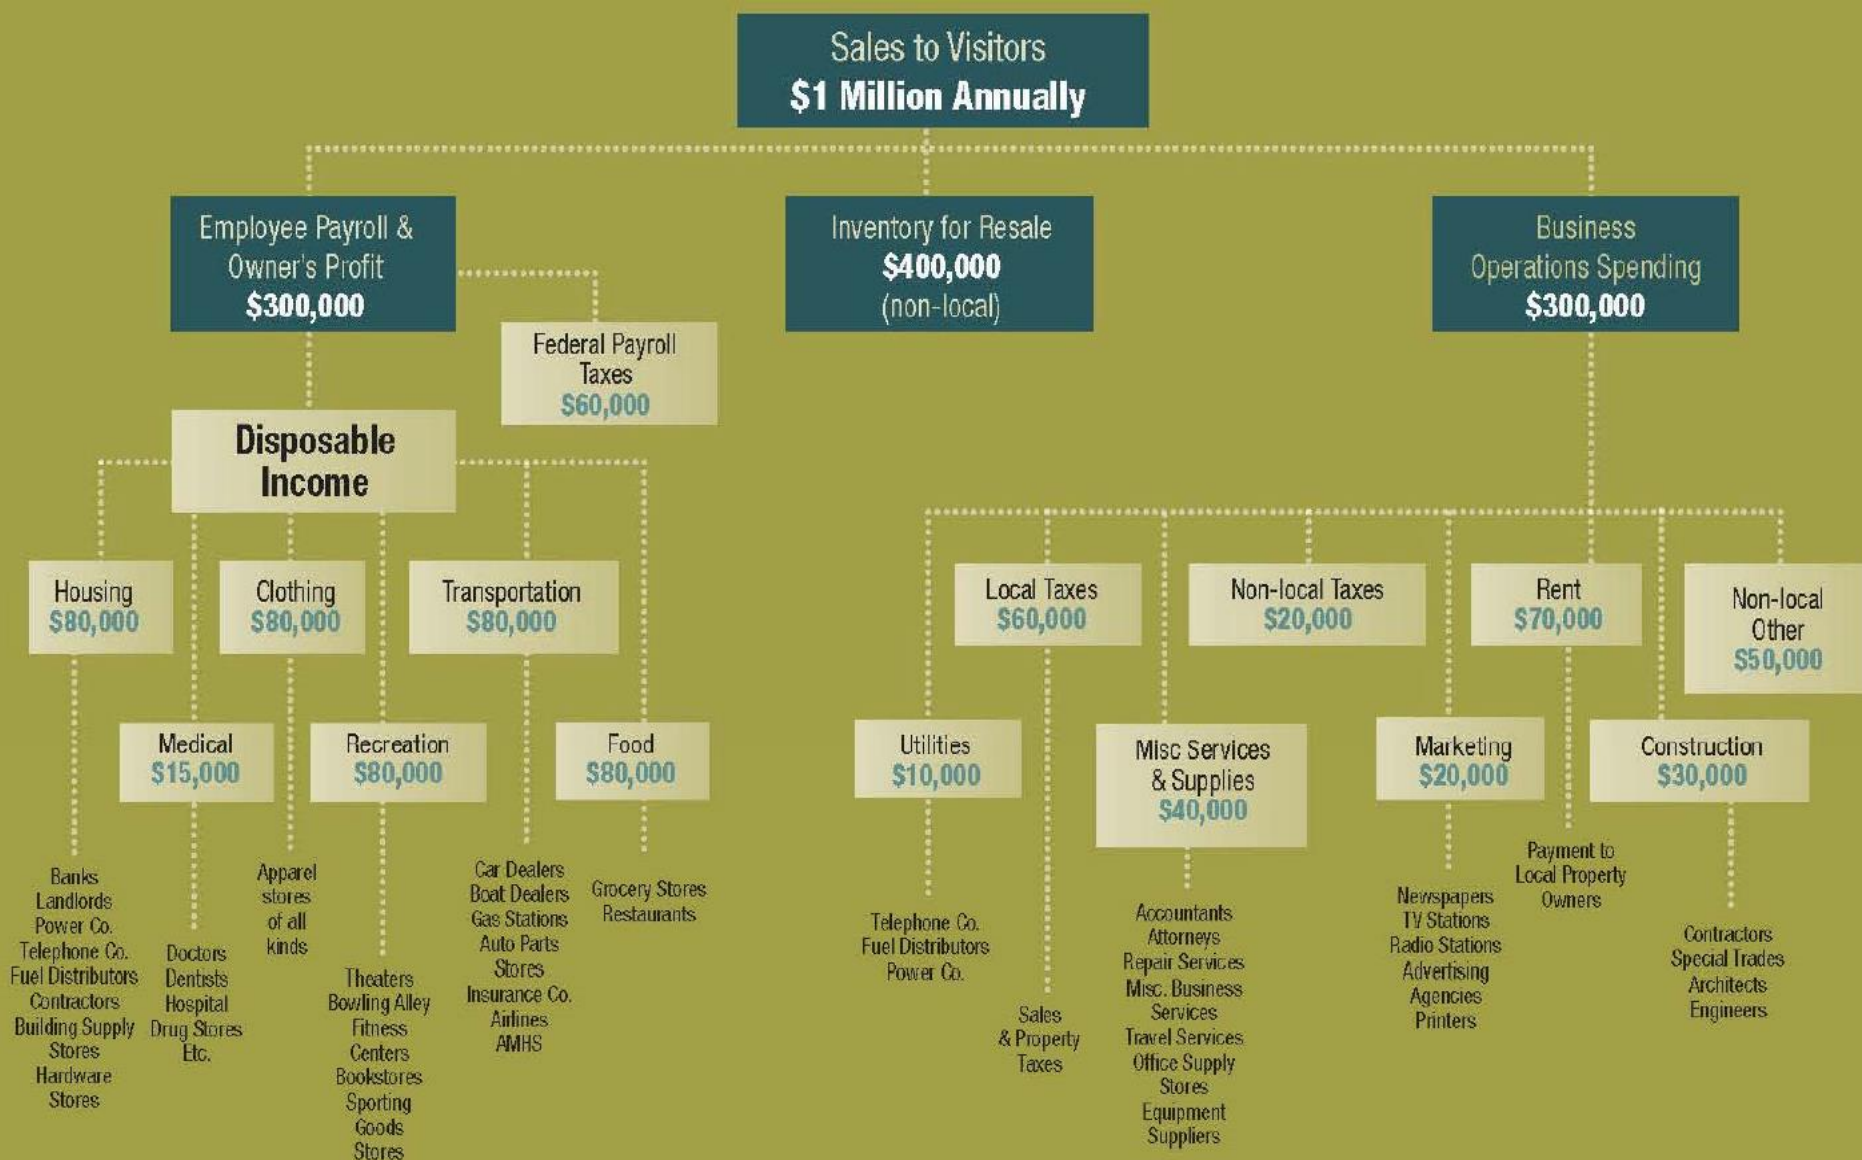 Sales to Visitors
$1 Million Annually
Employee Payroll &
Owner's Profit
$300,000
Inventory for Resale
$400,000
(non-local)
Business
Operations Spending
$300,000
Federal Payroll
Taxes
$60,000
Disposable
Income
Housing
$80,000
Clothing
$80,000
Transportation
$80,000
Medical
$15,000
Recreation
$80,000
Food
$80,000
Banks
Landlords
Power Co.
Telephone Co.
Fuel Distributors
Contractors
Building Supply
Stores
Hardware
Stores
Doctors
Dentists
Hospital
Drug Stores
Etc.
Apparel
stores
of all
kinds
Theaters
Bowling Alley
Fitness
Centers
Bookstores
Sporting
Goods
Stores
Car Dealers
Boat Dealers
Gas Stations
Auto Parts
Stores
Insurance Co.
Airlines
AMHS
Grocery Stores
Restaurants
Local Taxes
$60,000
Non-local Taxes
$20,000
Rent
$70,000
Non-local
Other
$50,000
Utilities
$10,000
Misc Services
& Supplies
$40,000
Marketing
$20,000
Construction
$30,000
Telephone Co.
Fuel Distributors
Power Co.
Sales
& Property
Taxes
Accountants
Attorneys
Repair Services
Misc. Business
Services
Travel Services
Office Supply
Stores
Equipment
Suppliers
Newspapers
TV Stations
Radio Stations
Advertising
Agencies
Printers
Payment to
Local Property
Owners
Contractors
Special Trades
Architects
Engineers